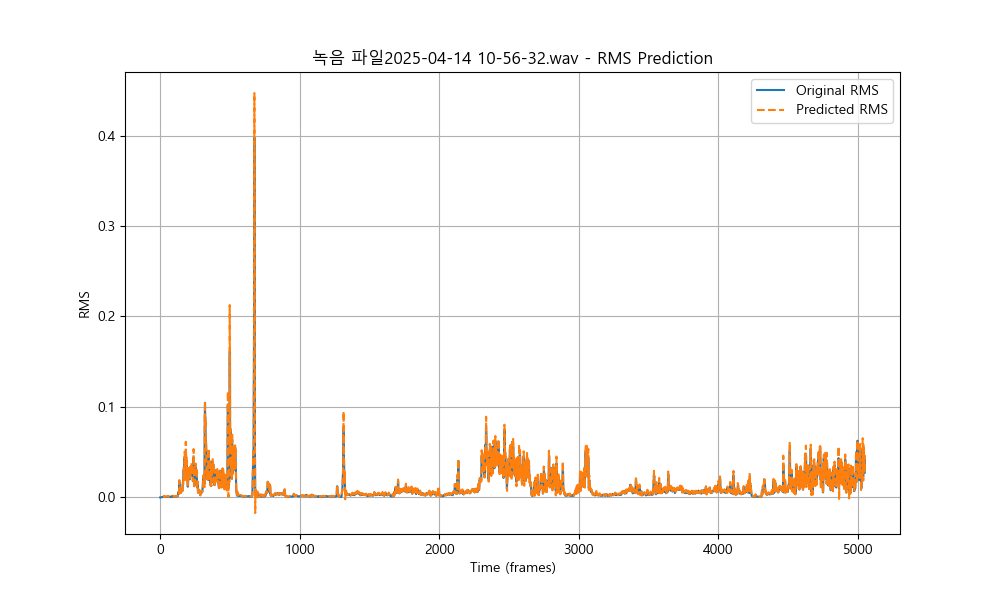 녹음 파일2025-04-14 10-56-32.wav - RMS Prediction
Original RMS
Predicted RMS
0.4
0.3
0.2
0.1
0.0
RMS
0 1000 2000 3000 4000 5000
Time (frames)